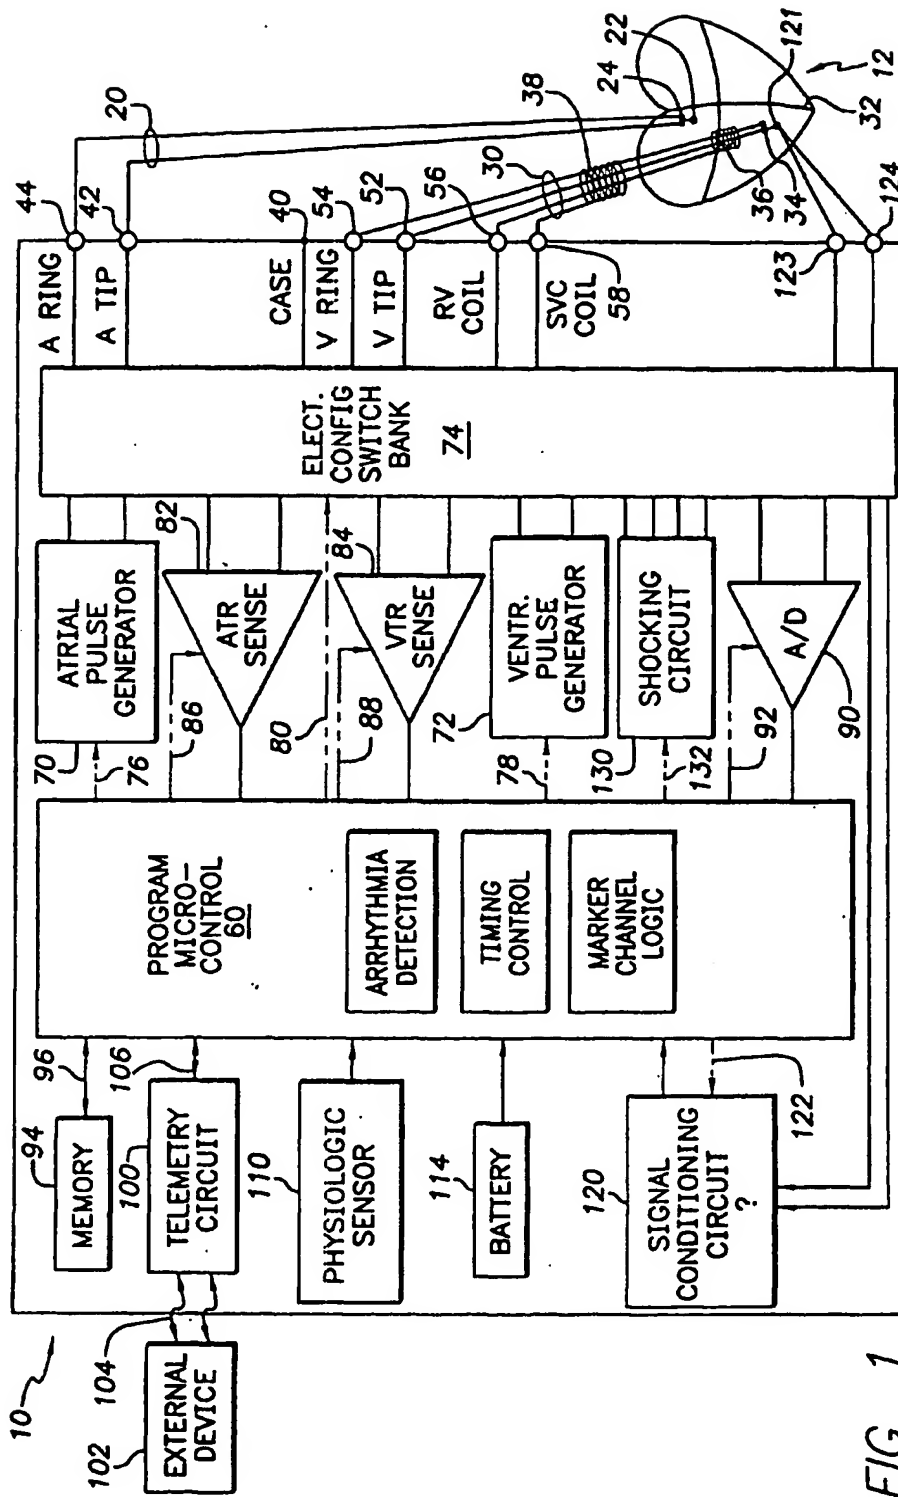 10
102
EXTERNAL
DEVICE
104
94
MEMORY
96
100
TELEMETRY
CIRCUIT
106
110
PHYSIOLOGIC
SENSOR
114
BATTERY
120
SIGNAL
CONDITIONING
CIRCUIT
?
122
PROGRAM
MICRO-
CONTROL
60
ARRHYTHMIA
DETECTION
TIMING
CONTROL
MARKER
CHANNEL
LOGIC
70
76
ATRIAL
PULSE
GENERATOR
86
82
ATR
SENSE
80
88
84
VTR
SENSE
72
78
VENTR.
PULSE
GENERATOR
130
132
SHOCKING
CIRCUIT
92
A/D
90
ELECT.
CONFIG
SWITCH
BANK
74
A RING
44
A TIP
42
CASE
40
V RING
54
V TIP
52
RV
COIL
56
SVC
COIL
58
123
124
20
30
38
24
22
36
34
121
32
12
FIG. 1